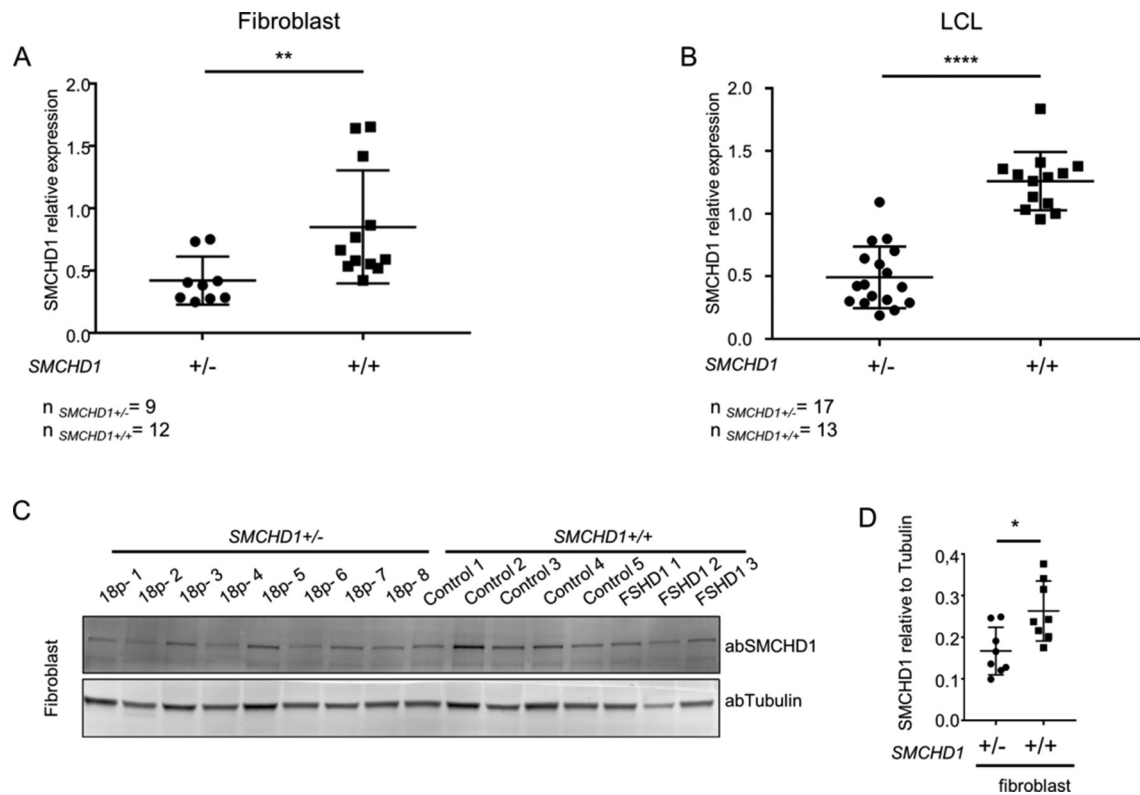 Fibroblast
A
**
SMCHD1 relative expression
2.0
1.5
1.0
0.5
0.0
SMCHD1
+/-
+/+
n SMCHD1+/-= 9
n SMCHD1+/+= 12
LCL
B
****
SMCHD1 relative expression
2.0
1.5
1.0
0.5
0.0
SMCHD1
+/-
+/+
n SMCHD1+/-= 17
n SMCHD1+/+= 13
C
SMCHD1+/-
SMCHD1+/+
18p- 1
18p- 2
18p- 3
18p- 4
18p- 5
18p- 6
18p- 7
18p- 8
Control 1
Control 2
Control 3
Control 4
Control 5
FSHD1 1
FSHD1 2
FSHD1 3
Fibroblast
abSMCHD1
abTubulin
D
*
SMCHD1 relative to Tubulin
0,4
0.3
0.2
0.1
0.0
SMCHD1
+/-
+/+
fibroblast